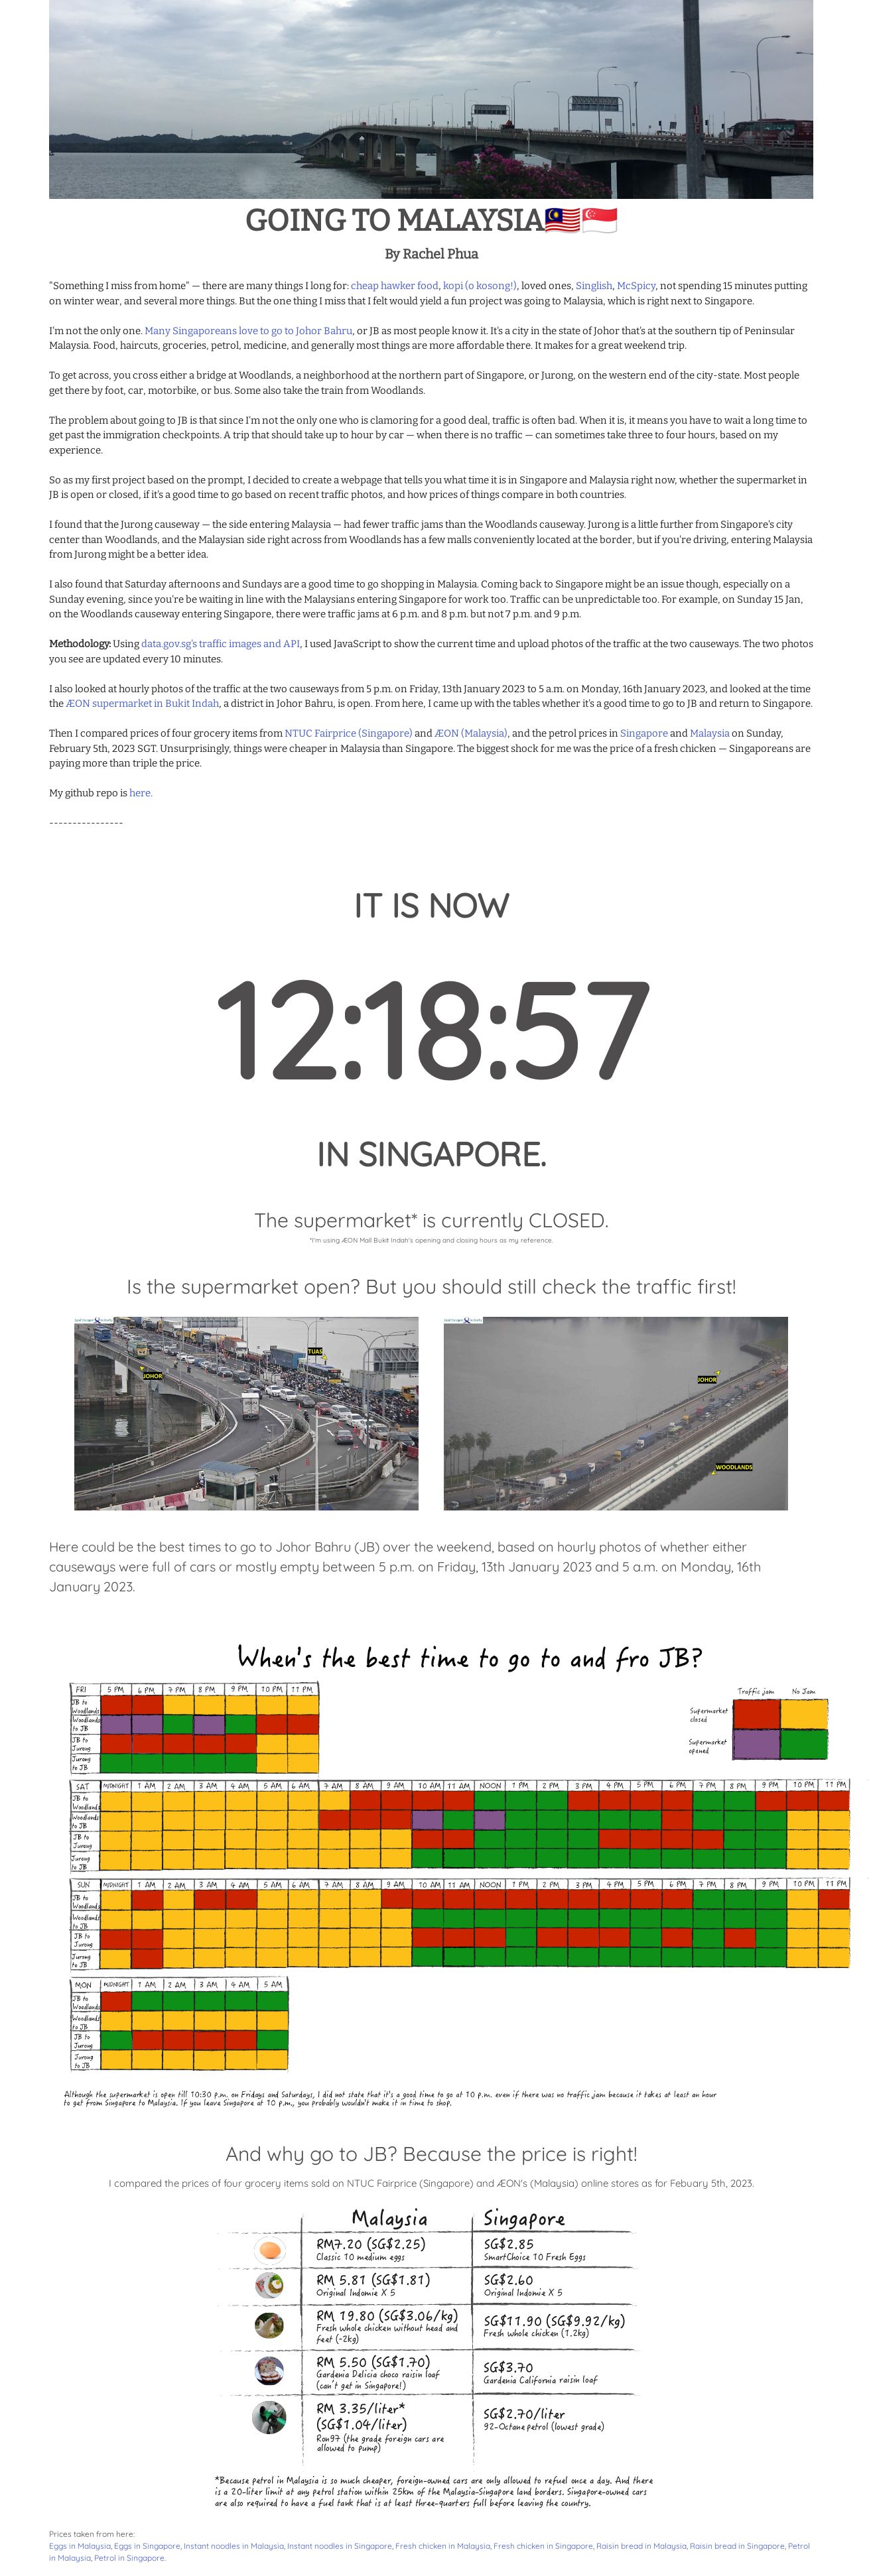 GOING TO MALAYSIA🇲🇾🇸🇬
By Rachel Phua
"Something I miss from home" — there are many things I long for: cheap hawker food, kopi (o kosong!), loved ones, Singlish, McSpicy, not spending 15 minutes putting
on winter wear, and several more things. But the one thing I miss that I felt would yield a fun project was going to Malaysia, which is right next to Singapore.
I'm not the only one. Many Singaporeans love to go to Johor Bahru, or JB as most people know it. It's a city in the state of Johor that's at the southern tip of Peninsular
Malaysia. Food, haircuts, groceries, petrol, medicine, and generally most things are more affordable there. It makes for a great weekend trip.
To get across, you cross either a bridge at Woodlands, a neighborhood at the northern part of Singapore, or Jurong, on the western end of the city-state. Most people
get there by foot, car, motorbike, or bus. Some also take the train from Woodlands.
The problem about going to JB is that since I'm not the only one who is clamoring for a good deal, traffic is often bad. When it is, it means you have to wait a long time to
get past the immigration checkpoints. A trip that should take up to hour by car — when there is no traffic — can sometimes take three to four hours, based on my
experience.
So as my first project based on the prompt, I decided to create a webpage that tells you what time it is in Singapore and Malaysia right now, whether the supermarket in
JB is open or closed, if it's a good time to go based on recent traffic photos, and how prices of things compare in both countries.
I found that the Jurong causeway — the side entering Malaysia — had fewer traffic jams than the Woodlands causeway. Jurong is a little further from Singapore's city
center than Woodlands, and the Malaysian side right across from Woodlands has a few malls conveniently located at the border, but if you're driving, entering Malaysia
from Jurong might be a better idea.
I also found that Saturday afternoons and Sundays are a good time to go shopping in Malaysia. Coming back to Singapore might be an issue though, especially on a
Sunday evening, since you're be waiting in line with the Malaysians entering Singapore for work too. Traffic can be unpredictable too. For example, on Sunday 15 Jan,
on the Woodlands causeway entering Singapore, there were traffic jams at 6 p.m. and 8 p.m. but not 7 p.m. and 9 p.m.
Methodology: Using data.gov.sg's traffic images and API, I used JavaScript to show the current time and upload photos of the traffic at the two causeways. The two photos
you see are updated every 10 minutes.
I also looked at hourly photos of the traffic at the two causeways from 5 p.m. on Friday, 13th January 2023 to 5 a.m. on Monday, 16th January 2023, and looked at the time
the ÆON supermarket in Bukit Indah, a district in Johor Bahru, is open. From here, I came up with the tables whether it's a good time to go to JB and return to Singapore.
Then I compared prices of four grocery items from NTUC Fairprice (Singapore) and ÆON (Malaysia), and the petrol prices in Singapore and Malaysia on Sunday,
February 5th, 2023 SGT. Unsurprisingly, things were cheaper in Malaysia than Singapore. The biggest shock for me was the price of a fresh chicken — Singaporeans are
paying more than triple the price.
My github repo is here.
----------------
IT IS NOW
12:18:57
IN SINGAPORE.
The supermarket* is currently CLOSED.
*I'm using ÆON Mall Bukit Indah's opening and closing hours as my reference.
Is the supermarket open? But you should still check the traffic first!
TUAS
JOHOR
JOHOR
WOODLANDS
Here could be the best times to go to Johor Bahru (JB) over the weekend, based on hourly photos of whether either
causeways were full of cars or mostly empty between 5 p.m. on Friday, 13th January 2023 and 5 a.m. on Monday, 16th
January 2023.
When's the best time to go to and fro JB?
Traffic jam No Jam
Supermarket
closed
Supermarket
opened
FRI 5 PM 6 PM 7 PM 8 PM 9 PM 10 PM 11 PM
JB to
Woodlands
Woodlands
to JB
JB to
Jurong
Jurong
to JB
SAT MIDNIGHT 1 AM 2 AM 3 AM 4 AM 5 AM 6 AM 7 AM 8 AM 9 AM 10 AM 11 AM NOON 1 PM 2 PM 3 PM 4 PM 5 PM 6 PM 7 PM 8 PM 9 PM 10 PM 11 PM
JB to
Woodlands
Woodlands
to JB
JB to
Jurong
Jurong
to JB
SUN MIDNIGHT 1 AM 2 AM 3 AM 4 AM 5 AM 6 AM 7 AM 8 AM 9 AM 10 AM 11 AM NOON 1 PM 2 PM 3 PM 4 PM 5 PM 6 PM 7 PM 8 PM 9 PM 10 PM 11 PM
JB to
Woodlands
Woodlands
to JB
JB to
Jurong
Jurong
to JB
MON MIDNIGHT 1 AM 2 AM 3 AM 4 AM 5 AM
JB to
Woodlands
Woodlands
to JB
JB to
Jurong
Jurong
to JB
Although the supermarket is open till 10:30 p.m. on Fridays and Saturdays, I did not state that it's a good time to go at 10 p.m. even if there was no traffic jam because it takes at least an hour
to get from Singapore to Malaysia. If you leave Singapore at 10 p.m., you probably wouldn't make it in time to shop.
And why go to JB? Because the price is right!
I compared the prices of four grocery items sold on NTUC Fairprice (Singapore) and ÆON's (Malaysia) online stores as for Febuary 5th, 2023.
Malaysia Singapore
RM7.20 (SG$2.25)
Classic 10 medium eggs
SG$2.85
SmartChoice 10 Fresh Eggs
RM 5.81 (SG$1.81)
Original Indomie X 5
SG$2.60
Original Indomie X 5
RM 19.80 (SG$3.06/kg)
Fresh whole chicken without head and
feet (~2kg)
SG$11.90 (SG$9.92/kg)
Fresh whole chicken (1.2kg)
RM 5.50 (SG$1.70)
Gardenia Delicia choco raisin loaf
(can't get in Singapore!)
SG$3.70
Gardenia California raisin loaf
RM 3.35/liter*
(SG$1.04/liter)
Ron97 (the grade foreign cars are
allowed to pump)
SG$2.70/liter
92-Octane petrol (lowest grade)
*Because petrol in Malaysia is so much cheaper, foreign-owned cars are only allowed to refuel once a day. And there
is a 20-liter limit at any petrol station within 25km of the Malaysia-Singapore land borders. Singapore-owned cars
are also required to have a fuel tank that is at least three-quarters full before leaving the country.
Prices taken from here:
Eggs in Malaysia, Eggs in Singapore, Instant noodles in Malaysia, Instant noodles in Singapore, Fresh chicken in Malaysia, Fresh chicken in Singapore, Raisin bread in Malaysia, Raisin bread in Singapore, Petrol
in Malaysia, Petrol in Singapore.